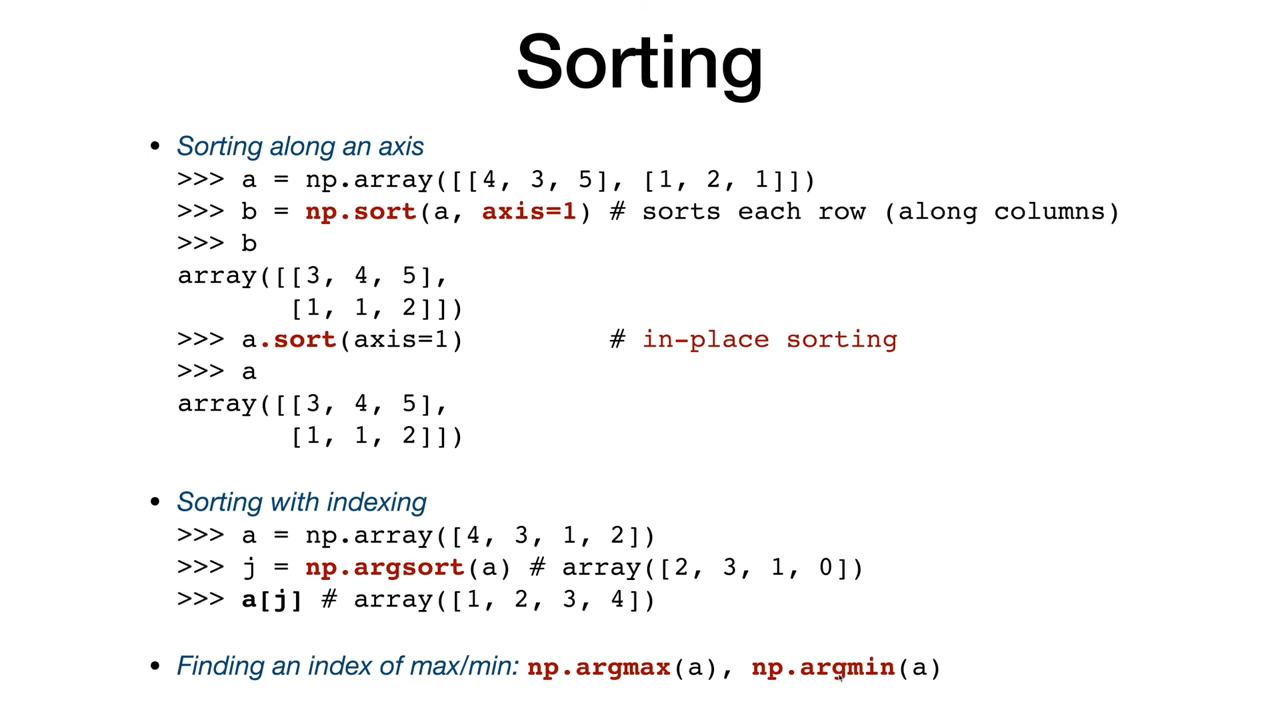 Sorting
• Sorting along an axis
>>> a = np.array([[4, 3, 5], [1, 2, 1]])
>>> b = np.sort(a, axis=1) # sorts each row (along columns)
>>> b
array([[3, 4, 5],
       [1, 1, 2]])
>>> a.sort(axis=1)         # in-place sorting
>>> a
array([[3, 4, 5],
       [1, 1, 2]])
• Sorting with indexing
>>> a = np.array([4, 3, 1, 2])
>>> j = np.argsort(a) # array([2, 3, 1, 0])
>>> a[j] # array([1, 2, 3, 4])
• Finding an index of max/min: np.argmax(a), np.argmin(a)